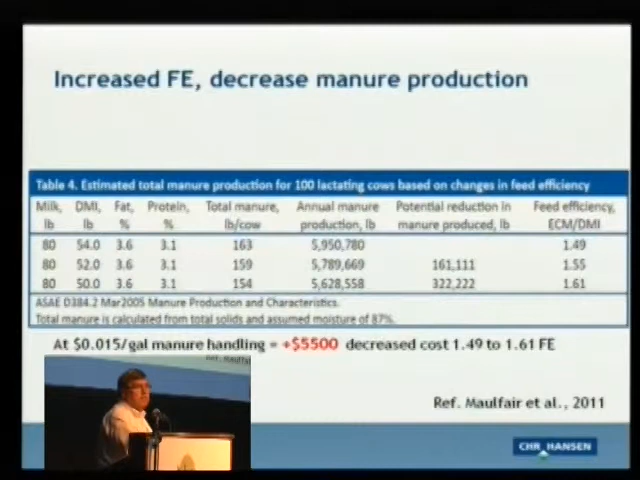 Increased FE, decrease manure production
Table 4. Estimated total manure production for 100 lactating cows based on changes in feed efficiency
Milk, lb DMI, lb Fat, % Protein, % Total manure, lb/cow Annual manure production, lb Potential reduction in manure produced, lb Feed efficiency, ECM/DMI
80 54.0 3.6 3.1 163 5,950,780 1.49
80 52.0 3.6 3.1 159 5,789,669 161,111 1.55
80 50.0 3.6 3.1 154 5,628,558 322,222 1.61
ASAE D384.2 Mar2005 Manure Production and Characteristics.
Total manure is calculated from total solids and assumed moisture of 87%.
At $0.015/gal manure handling = +$5500 decreased cost 1.49 to 1.61 FE
Ref. Maulfair
Ref. Maulfair et al., 2011
CHR HANSEN